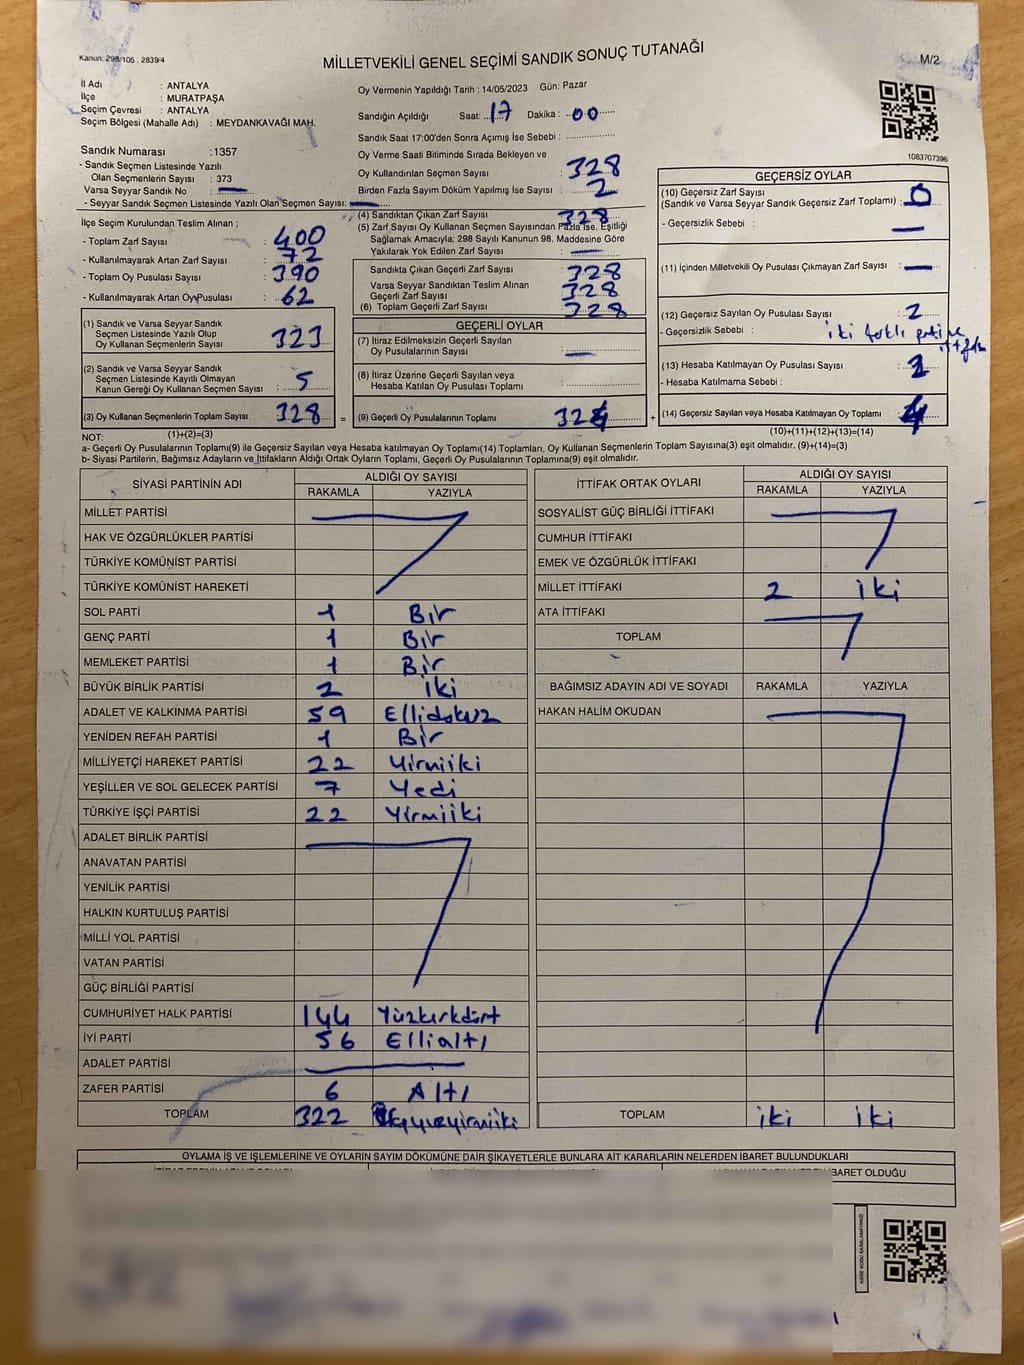 Kanun; 298/105 , 2839/4
MİLLETVEKİLİ GENEL SEÇİMİ SANDIK SONUÇ TUTANAĞI
M/2
İl Adı : ANTALYA
İlçe : MURATPAŞA
Seçim Çevresi : ANTALYA
Seçim Bölgesi (Mahalle Adı) : MEYDANKAVAĞI MAH.
Oy Vermenin Yapıldığı Tarih : 14/05/2023 Gün: Pazar
Sandığın Açıldığı Saat: 17 Dakika : 00
Sandık Saat 17:00'den Sonra Açımış İse Sebebi :
1083707396
Sandık Numarası :1357
- Sandık Seçmen Listesinde Yazılı
Olan Seçmenlerin Sayısı : 373
Varsa Seyyar Sandık No : —
- Seyyar Sandık Seçmen Listesinde Yazılı Olan Seçmen Sayısı: —
Oy Verme Saati Bitiminde Sırada Bekleyen ve
Oy Kullandırılan Seçmen Sayısı : 328
Birden Fazla Sayım Döküm Yapılmış İse Sayısı : 2
İlçe Seçim Kurulundan Teslim Alınan ;
- Toplam Zarf Sayısı : 400
- Kullanılmayarak Artan Zarf Sayısı : 72
- Toplam Oy Pusulası Sayısı : 390
- Kullanılmayarak Artan Oy Pusulası : 62
(4) Sandıktan Çıkan Zarf Sayısı : 328
(5) Zarf Sayısı Oy Kullanan Seçmen Sayısından Fazla İse, Eşitliği
Sağlamak Amacıyla; 298 Sayılı Kanunun 98. Maddesine Göre
Yakılarak Yok Edilen Zarf Sayısı : —
Sandıkta Çıkan Geçerli Zarf Sayısı : 328
Varsa Seyyar Sandıktan Teslim Alınan
Geçerli Zarf Sayısı : 328
(6) Toplam Geçerli Zarf Sayısı : 328
GEÇERSİZ OYLAR
(10) Geçersiz Zarf Sayısı
(Sandık ve Varsa Seyyar Sandık Geçersiz Zarf Toplamı) : 0
- Geçersizlik Sebebi : —
(11) İçinden Milletvekili Oy Pusulası Çıkmayan Zarf Sayısı : —
(12) Geçersiz Sayılan Oy Pusulası Sayısı : 2
- Geçersizlik Sebebi : iki farklı parti ve
ittifak
(13) Hesaba Katılmayan Oy Pusulası Sayısı : 2
- Hesaba Katılmama Sebebi :
(14) Geçersiz Sayılan veya Hesaba Katılmayan Oy Toplamı : 4
(10)+(11)+(12)+(13)=(14)
(1) Sandık ve Varsa Seyyar Sandık
Seçmen Listesinde Yazılı Olup
Oy Kullanan Seçmenlerin Sayısı : 323
(2) Sandık ve Varsa Seyyar Sandık
Seçmen Listesinde Kayıtlı Olmayan
Kanun Gereği Oy Kullanan Seçmen Sayısı : 5
(3) Oy Kullanan Seçmenlerin Toplam Sayısı : 328 =
(1)+(2)=(3)
GEÇERLİ OYLAR
(7) İtiraz Edilmeksizin Geçerli Sayılan
Oy Pusulalarının Sayısı : —
(8) İtiraz Üzerine Geçerli Sayılan veya
Hesaba Katılan Oy Pusulası Toplamı :
(9) Geçerli Oy Pusulalarının Toplamı : 324 +
NOT:
a- Geçerli Oy Pusulalarının Toplamı(9) ile Geçersiz Sayılan veya Hesaba katılmayan Oy Toplamı(14) Toplamları, Oy Kullanan Seçmenlerin Toplam Sayısına(3) eşit olmalıdır. (9)+(14)=(3)
b- Siyasi Partilerin, Bağımsız Adayların ve İttifakların Aldığı Ortak Oyların Toplamı, Geçerli Oy Pusulalarının Toplamına(9) eşit olmalıdır.
SİYASİ PARTİNİN ADI ALDIĞI OY SAYISI
RAKAMLA YAZIYLA
MİLLET PARTİSİ
HAK VE ÖZGÜRLÜKLER PARTİSİ
TÜRKİYE KOMÜNİST PARTİSİ
TÜRKİYE KOMÜNİST HAREKETİ
SOL PARTİ 1 Bir
GENÇ PARTİ 1 Bir
MEMLEKET PARTİSİ 1 Bir
BÜYÜK BİRLİK PARTİSİ 2 iki
ADALET VE KALKINMA PARTİSİ 59 Ellidokuz
YENİDEN REFAH PARTİSİ 1 Bir
MİLLİYETÇİ HAREKET PARTİSİ 22 Yirmiiki
YEŞİLLER VE SOL GELECEK PARTİSİ 7 Yedi
TÜRKİYE İŞÇİ PARTİSİ 22 Yirmiiki
ADALET BİRLİK PARTİSİ
ANAVATAN PARTİSİ
YENİLİK PARTİSİ
HALKIN KURTULUŞ PARTİSİ
MİLLİ YOL PARTİSİ
VATAN PARTİSİ
GÜÇ BİRLİĞİ PARTİSİ
CUMHURİYET HALK PARTİSİ 144 Yüzkırkdört
İYİ PARTİ 56 Ellialtı
ADALET PARTİSİ —
ZAFER PARTİSİ 6 Altı
TOPLAM 322
İTTİFAK ORTAK OYLARI ALDIĞI OY SAYISI
RAKAMLA YAZIYLA
SOSYALİST GÜÇ BİRLİĞİ İTTİFAKI
CUMHUR İTTİFAKI
EMEK VE ÖZGÜRLÜK İTTİFAKI
MİLLET İTTİFAKI 2 iki
ATA İTTİFAKI
TOPLAM
BAĞIMSIZ ADAYIN ADI VE SOYADI RAKAMLA YAZIYLA
HAKAN HALİM OKUDAN
TOPLAM iki iki
OYLAMA İŞ VE İŞLEMLERİNE VE OYLARIN SAYIM DÖKÜMÜNE DAİR ŞİKAYETLERLE BUNLARA AİT KARARLARIN NELERDEN İBARET BULUNDUKLARI
İBARET OLDUĞU